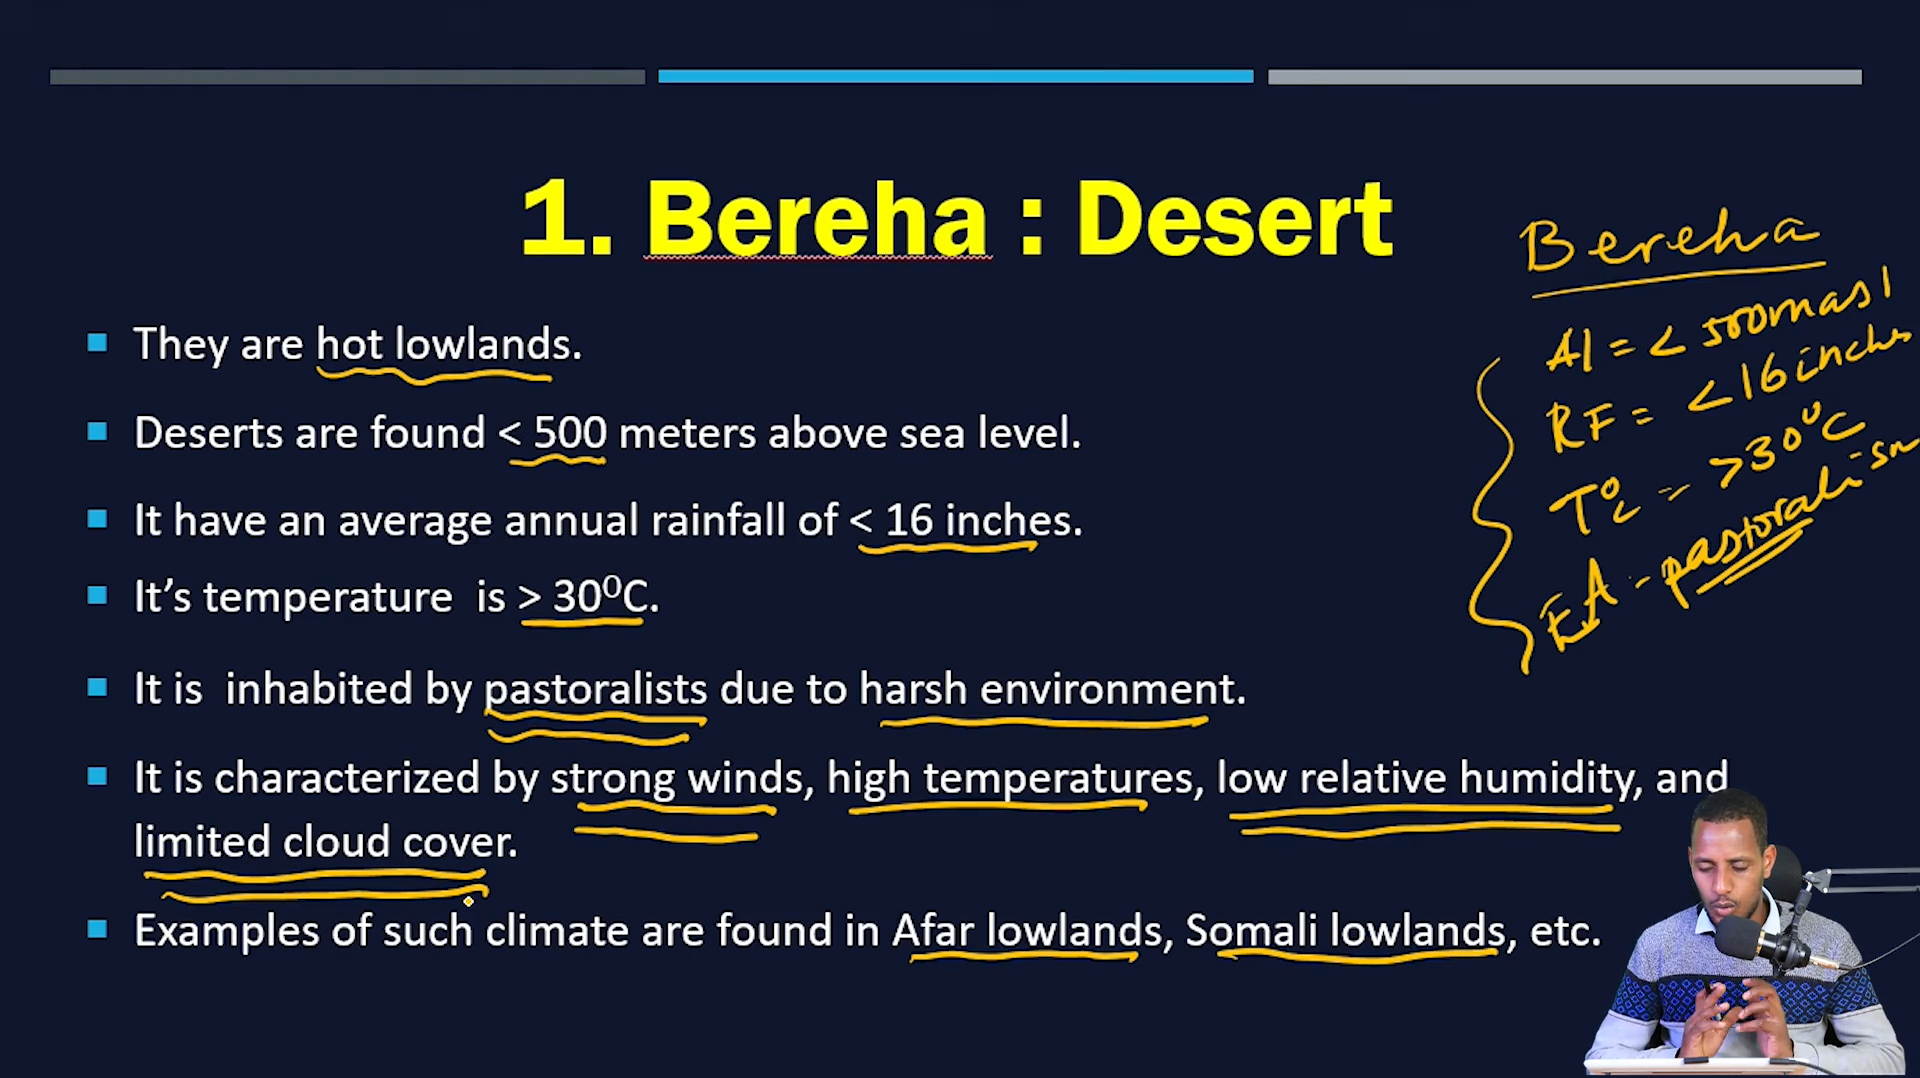 1. Bereha : Desert
They are hot lowlands.
Deserts are found < 500 meters above sea level.
It have an average annual rainfall of < 16 inches.
It’s temperature is > 30⁰C.
It is inhabited by pastoralists due to harsh environment.
It is characterized by strong winds, high temperatures, low relative humidity, and
limited cloud cover.
Examples of such climate are found in Afar lowlands, Somali lowlands, etc.
Bereha
Al = < 500masl
RF = < 16 inches
T⁰c = >30⁰C
EA - pastoralism